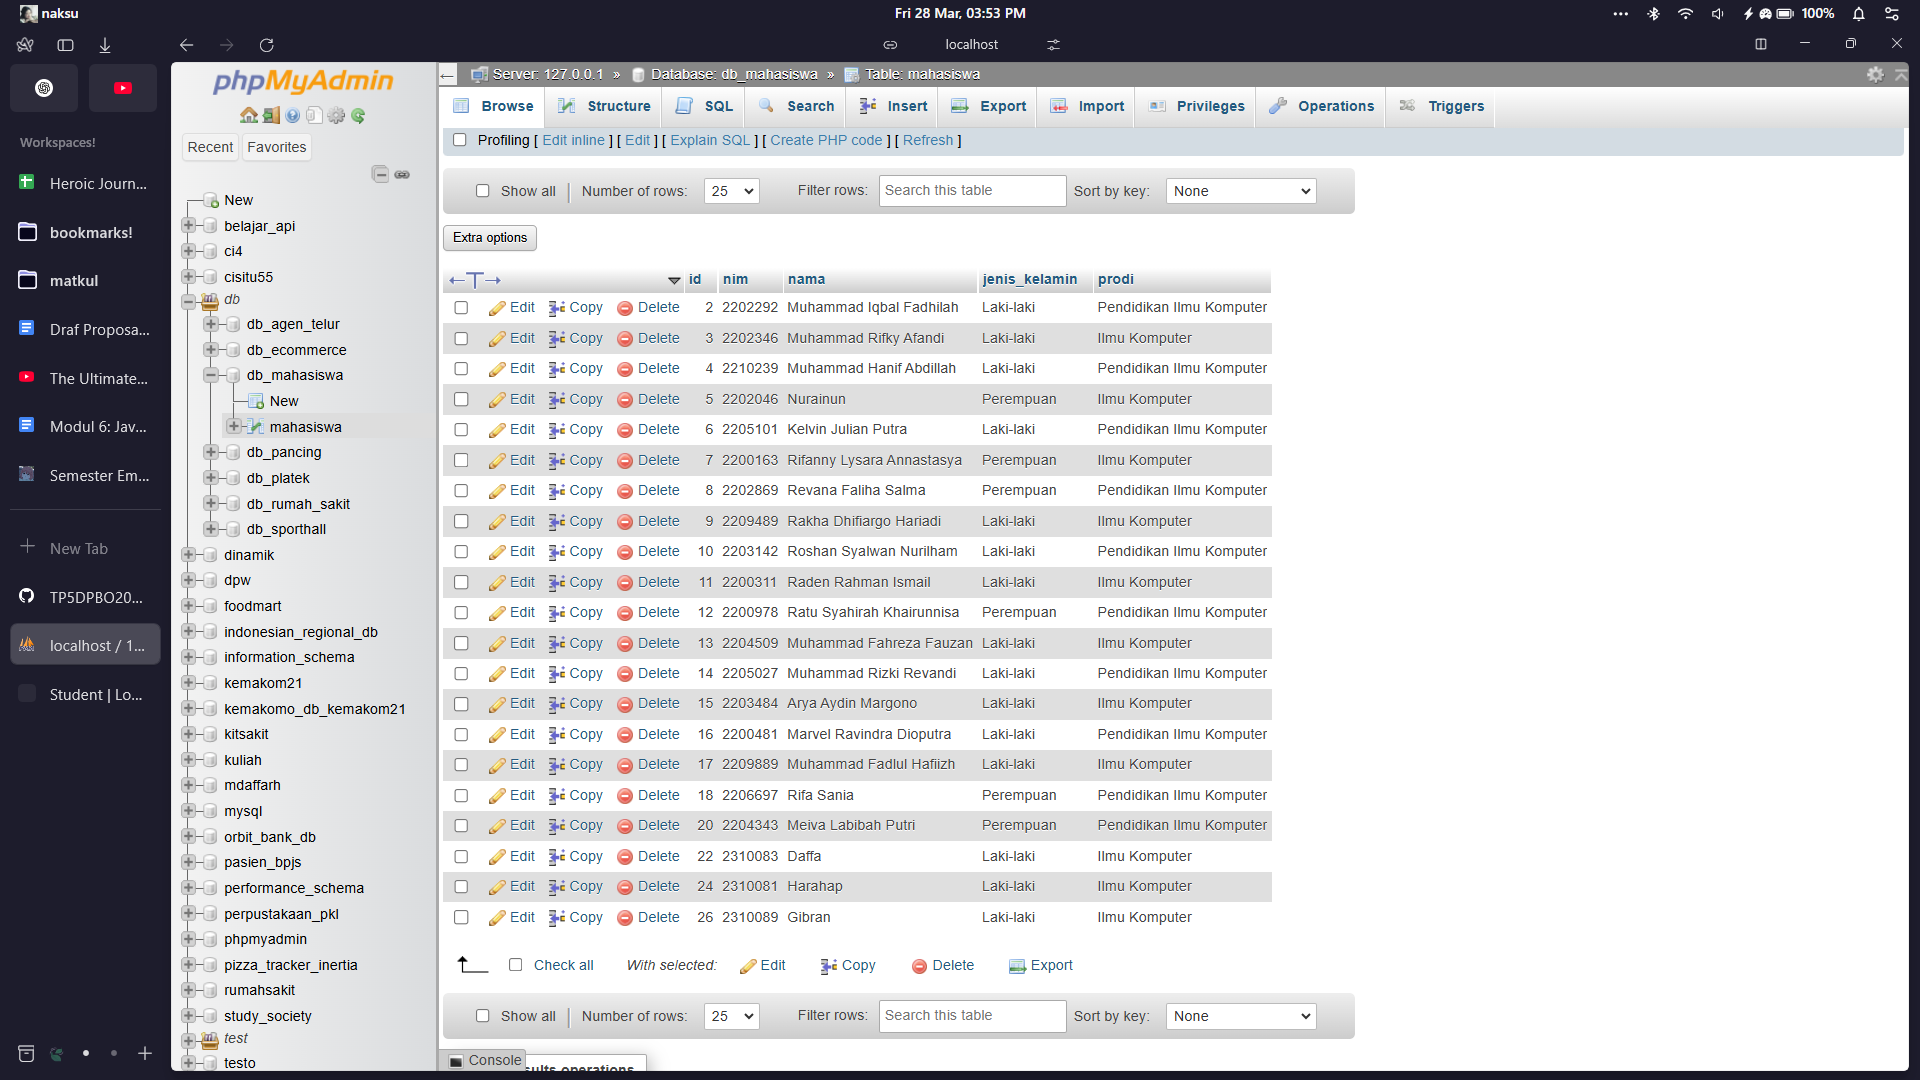 naksu
Fri 28 Mar, 03:53 PM
100%
localhost
Workspaces!
Heroic Journ...
bookmarks!
matkul
Draf Proposa...
The Ultimate...
Modul 6: Jav...
Semester Em...
New Tab
TP5DPBO20...
localhost / 1...
Student | Lo...
phpMyAdmin
Recent
Favorites
New
belajar_api
ci4
cisitu55
db
db_agen_telur
db_ecommerce
db_mahasiswa
New
mahasiswa
db_pancing
db_platek
db_rumah_sakit
db_sporthall
dinamik
dpw
foodmart
indonesian_regional_db
information_schema
kemakom21
kemakomo_db_kemakom21
kitsakit
kuliah
mdaffarh
mysql
orbit_bank_db
pasien_bpjs
performance_schema
perpustakaan_pkl
phpmyadmin
pizza_tracker_inertia
rumahsakit
study_society
test
testo
Server: 127.0.0.1 » Database: db_mahasiswa » Table: mahasiswa
Browse Structure SQL Search Insert Export Import Privileges Operations Triggers
Profiling [ Edit inline ] [ Edit ] [ Explain SQL ] [ Create PHP code ] [ Refresh ]
Show all | Number of rows: 25 Filter rows: Search this table Sort by key: None
Extra options
id nim nama jenis_kelamin prodi
Edit Copy Delete 2 2202292 Muhammad Iqbal Fadhilah Laki-laki Pendidikan Ilmu Komputer
Edit Copy Delete 3 2202346 Muhammad Rifky Afandi Laki-laki Ilmu Komputer
Edit Copy Delete 4 2210239 Muhammad Hanif Abdillah Laki-laki Pendidikan Ilmu Komputer
Edit Copy Delete 5 2202046 Nurainun Perempuan Ilmu Komputer
Edit Copy Delete 6 2205101 Kelvin Julian Putra Laki-laki Pendidikan Ilmu Komputer
Edit Copy Delete 7 2200163 Rifanny Lysara Annastasya Perempuan Ilmu Komputer
Edit Copy Delete 8 2202869 Revana Faliha Salma Perempuan Pendidikan Ilmu Komputer
Edit Copy Delete 9 2209489 Rakha Dhifiargo Hariadi Laki-laki Ilmu Komputer
Edit Copy Delete 10 2203142 Roshan Syalwan Nurilham Laki-laki Pendidikan Ilmu Komputer
Edit Copy Delete 11 2200311 Raden Rahman Ismail Laki-laki Ilmu Komputer
Edit Copy Delete 12 2200978 Ratu Syahirah Khairunnisa Perempuan Pendidikan Ilmu Komputer
Edit Copy Delete 13 2204509 Muhammad Fahreza Fauzan Laki-laki Ilmu Komputer
Edit Copy Delete 14 2205027 Muhammad Rizki Revandi Laki-laki Pendidikan Ilmu Komputer
Edit Copy Delete 15 2203484 Arya Aydin Margono Laki-laki Ilmu Komputer
Edit Copy Delete 16 2200481 Marvel Ravindra Dioputra Laki-laki Pendidikan Ilmu Komputer
Edit Copy Delete 17 2209889 Muhammad Fadlul Hafiizh Laki-laki Ilmu Komputer
Edit Copy Delete 18 2206697 Rifa Sania Perempuan Pendidikan Ilmu Komputer
Edit Copy Delete 20 2204343 Meiva Labibah Putri Perempuan Pendidikan Ilmu Komputer
Edit Copy Delete 22 2310083 Daffa Laki-laki Ilmu Komputer
Edit Copy Delete 24 2310081 Harahap Laki-laki Ilmu Komputer
Edit Copy Delete 26 2310089 Gibran Laki-laki Ilmu Komputer
Check all With selected: Edit Copy Delete Export
Show all | Number of rows: 25 Filter rows: Search this table Sort by key: None
Console
operations